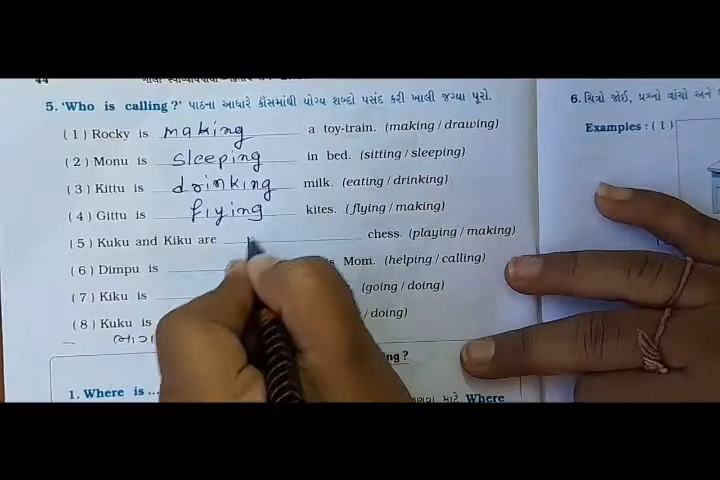 44
5. 'Who is calling?' પાઠના આધારે કૌંસમાંથી યોગ્ય શબ્દો પસંદ કરી ખાલી જગ્યા પૂરો.
( 1 ) Rocky is making a toy-train. (making / drawing)
( 2 ) Monu is sleeping in bed. (sitting / sleeping)
( 3 ) Kittu is drinking milk. (eating / drinking)
( 4 ) Gittu is flying kites. (flying / making)
( 5 ) Kuku and Kiku are chess. (playing / making)
( 6 ) Dimpu is Mom. (helping / calling)
( 7 ) Kiku is (going / doing)
( 8 ) Kuku is / doing)
ing ?
1. Where is ... માટે Where
6. ચિત્રો જોઈ, પ્રશ્નો વાંચો અને
Examples : ( 1 )